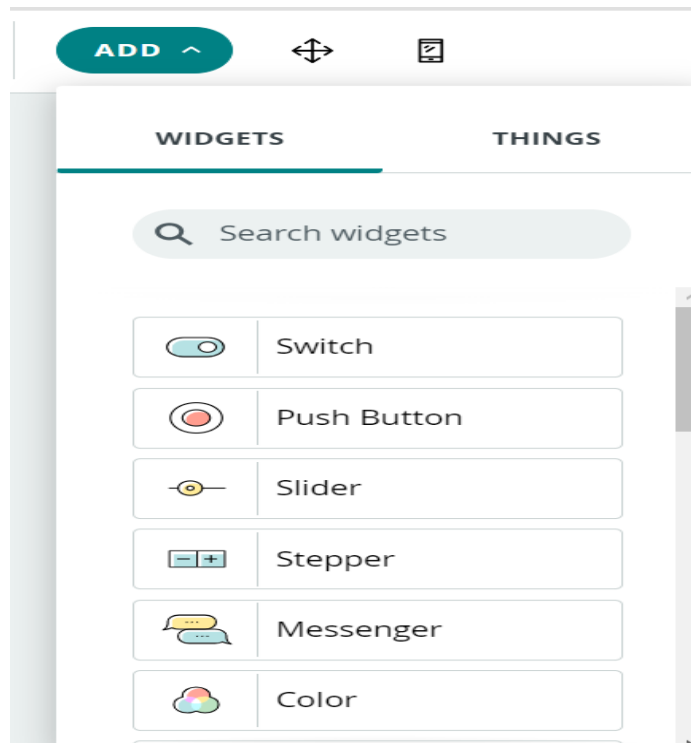 ADD
WIDGETS THINGS
Search widgets
Switch
Push Button
Slider
Stepper
Messenger
Color